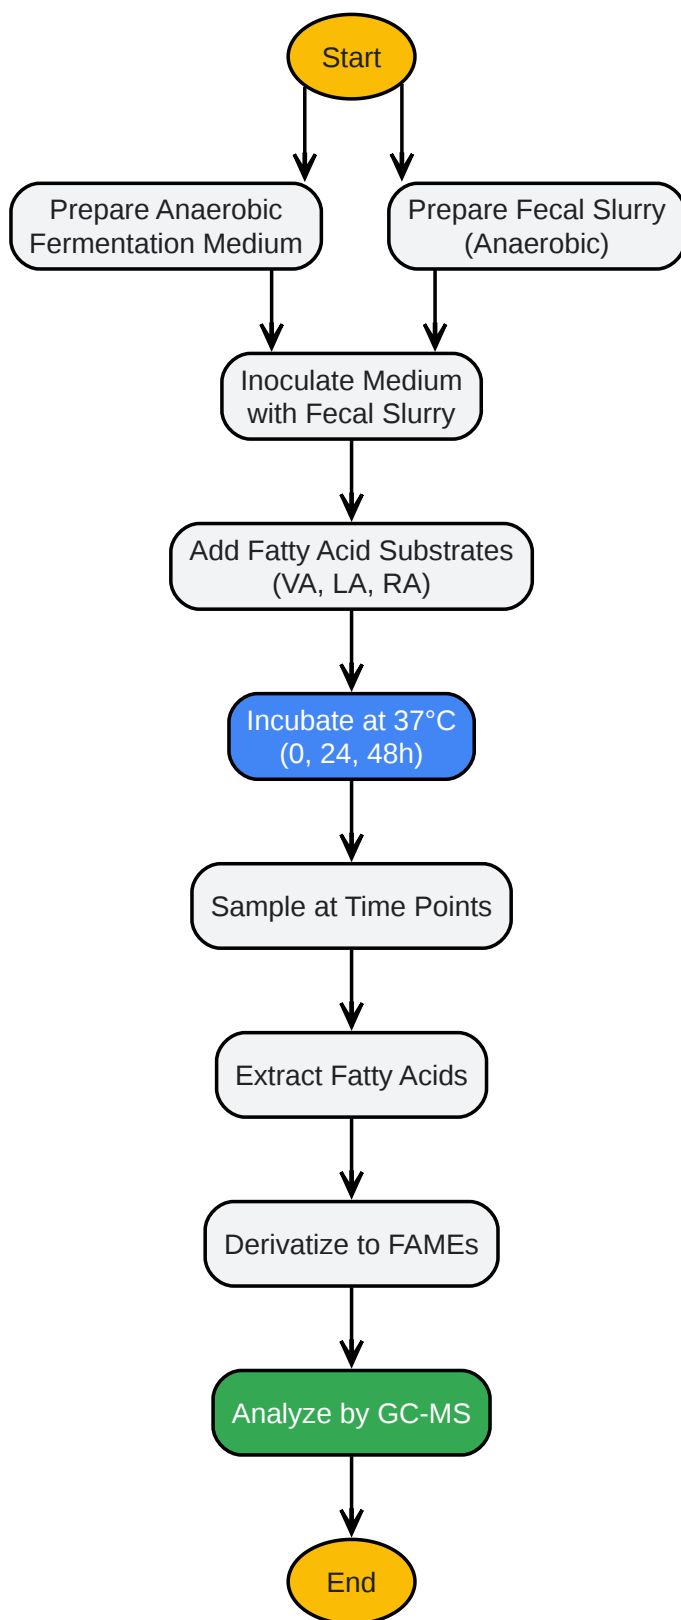 Start
Prepare Anaerobic
Fermentation Medium
Prepare Fecal Slurry
(Anaerobic)
Inoculate Medium
with Fecal Slurry
Add Fatty Acid Substrates
(VA, LA, RA)
Incubate at 37°C
(0, 24, 48h)
Sample at Time Points
Extract Fatty Acids
Derivatize to FAMEs
Analyze by GC-MS
End